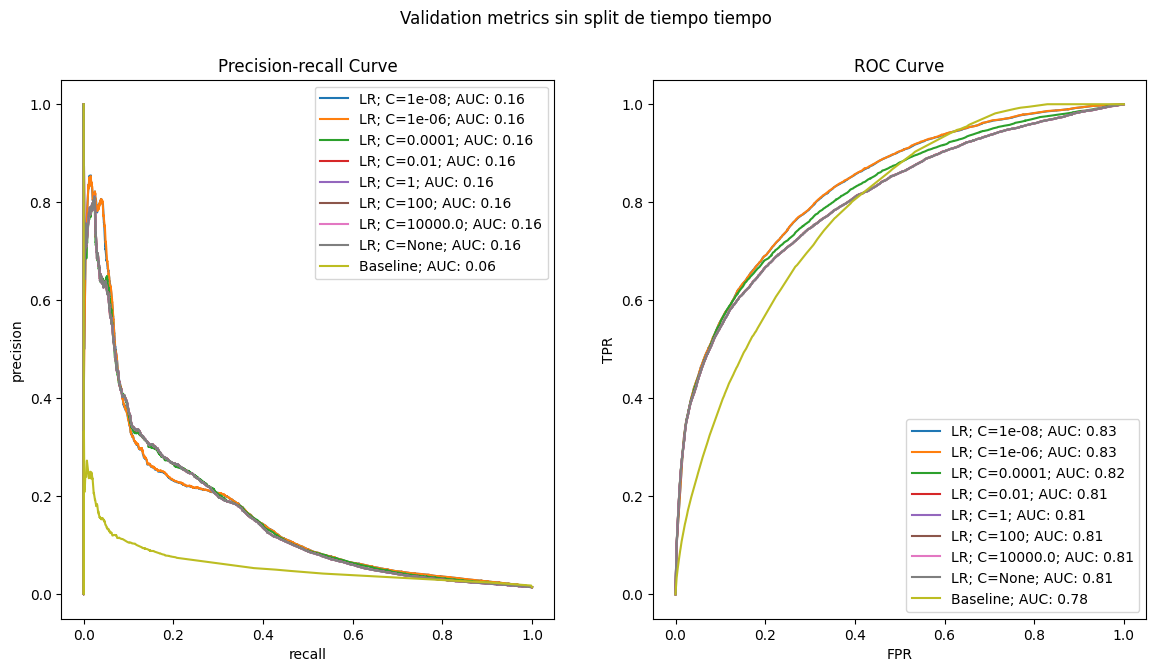 Validation metrics sin split de tiempo tiempo
Precision-recall Curve
precision
1.0
0.8
0.6
0.4
0.2
0.0
LR; C=1e-08; AUC: 0.16
LR; C=1e-06; AUC: 0.16
LR; C=0.0001; AUC: 0.16
LR; C=0.01; AUC: 0.16
LR; C=1; AUC: 0.16
LR; C=100; AUC: 0.16
LR; C=10000.0; AUC: 0.16
LR; C=None; AUC: 0.16
Baseline; AUC: 0.06
0.0 0.2 0.4 0.6 0.8 1.0
recall
ROC Curve
TPR
1.0
0.8
0.6
0.4
0.2
0.0
LR; C=1e-08; AUC: 0.83
LR; C=1e-06; AUC: 0.83
LR; C=0.0001; AUC: 0.82
LR; C=0.01; AUC: 0.81
LR; C=1; AUC: 0.81
LR; C=100; AUC: 0.81
LR; C=10000.0; AUC: 0.81
LR; C=None; AUC: 0.81
Baseline; AUC: 0.78
0.0 0.2 0.4 0.6 0.8 1.0
FPR